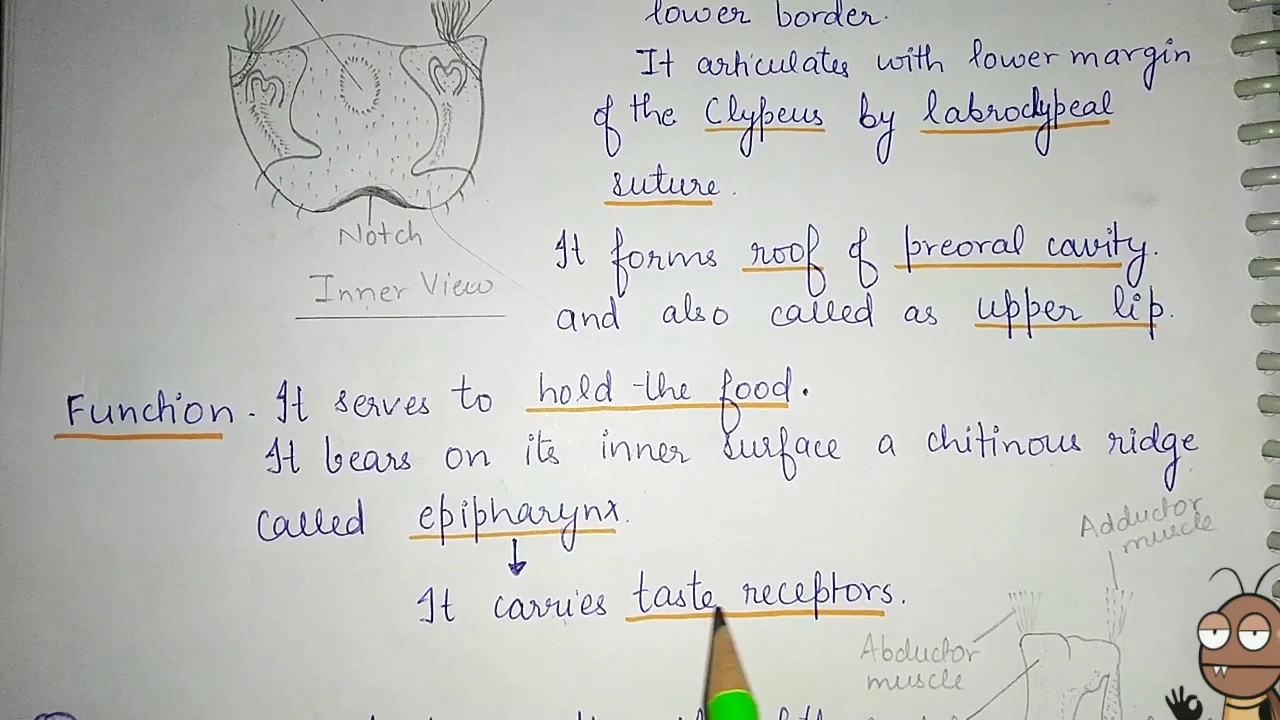 lower border.
It articulates with lower margin
of the Clypeus by labroclypeal
suture.
Notch
Inner View
It forms roof of preoral cavity.
and also called as upper lip.
Function - It serves to hold the food.
It bears on its inner surface a chitinous ridge
called epipharynx.
It carries taste receptors.
Adductor
muscle
Abductor
muscle